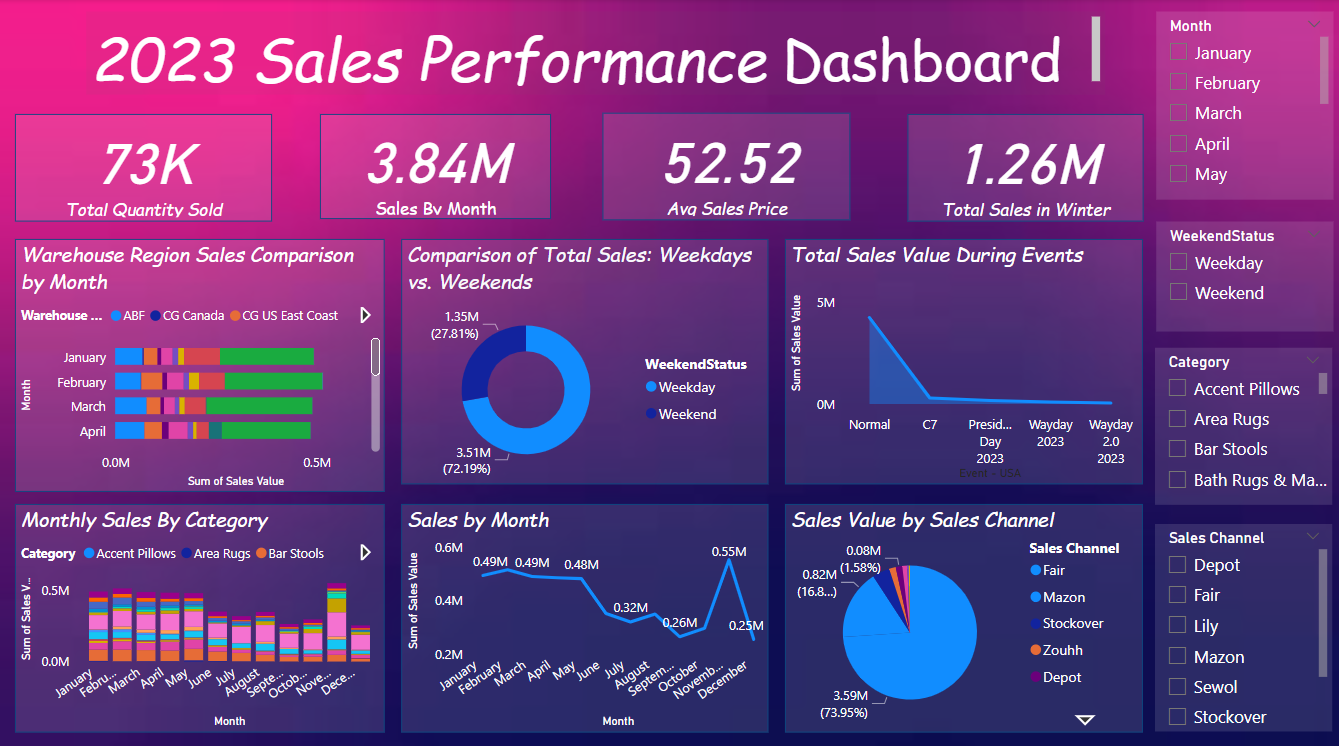 2023 Sales Performance Dashboard
73K
Total Quantity Sold
3.84M
Sales By Month
52.52
Avg Sales Price
1.26M
Total Sales in Winter
Warehouse Region Sales Comparison
by Month
Warehouse ... ABF CG Canada CG US East Coast
Month
January
February
March
April
0.0M 0.5M
Sum of Sales Value
Comparison of Total Sales: Weekdays
vs. Weekends
1.35M
(27.81%)
3.51M
(72.19%)
WeekendStatus
Weekday
Weekend
Total Sales Value During Events
Sum of Sales Value
5M
0M
Normal C7 Presid... Wayday Wayday
Day 2023 2.0
2023 2023
Event - USA
Monthly Sales By Category
Category Accent Pillows Area Rugs Bar Stools
Sum of Sales V...
0.5M
0.0M
January Febru... March April May June July August Septe... Octob... Nove... Dece...
Month
Sales by Month
Sum of Sales Value
0.6M
0.4M
0.2M
0.49M 0.49M 0.48M 0.32M 0.26M 0.55M 0.25M
January February March April May June July August Septem... October Novemb... December
Month
Sales Value by Sales Channel
0.08M
(1.58%)
0.82M
(16.8...)
3.59M
(73.95%)
Sales Channel
Fair
Mazon
Stockover
Zouhh
Depot
Month
January
February
March
April
May
WeekendStatus
Weekday
Weekend
Category
Accent Pillows
Area Rugs
Bar Stools
Bath Rugs & Ma...
Sales Channel
Depot
Fair
Lily
Mazon
Sewol
Stockover